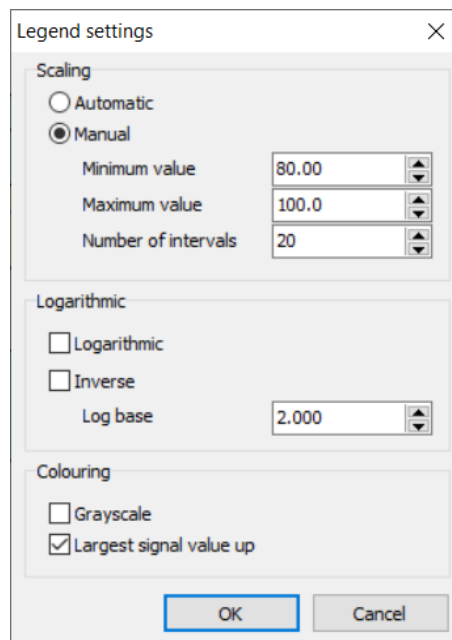 Legend settings
Scaling
Automatic
Manual
Minimum value 80.00
Maximum value 100.0
Number of intervals 20
Logarithmic
Logarithmic
Inverse
Log base 2.000
Colouring
Grayscale
Largest signal value up
OK Cancel